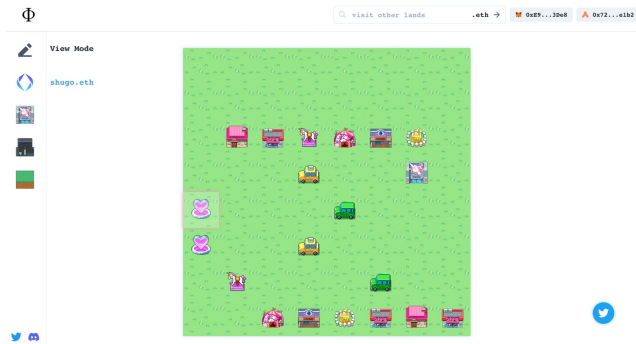 Φ
visit other lands .eth →
0xE9...3De8
0x72...e1b2
View Mode
shugo.eth